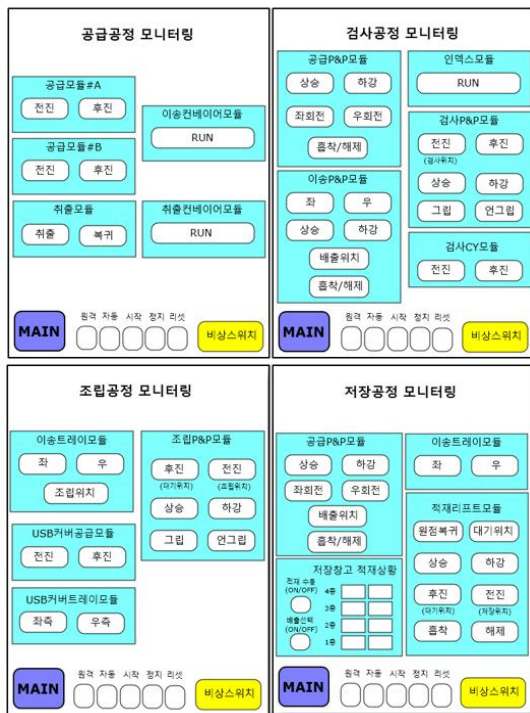 공급공정 모니터링
공급모듈#A
전진 후진
공급모듈#B
전진 후진
취출모듈
취출 복귀
이송컨베이어모듈
RUN
취출컨베이어모듈
RUN
MAIN
원격 자동 시작 정지 리셋
비상스위치
검사공정 모니터링
공급P&P모듈
상승 하강
좌회전 우회전
흡착/해제
이송P&P모듈
좌 우
상승 하강
배출위치
흡착/해제
인덱스모듈
RUN
검사P&P모듈
전진 후진
(검사위치)
상승 하강
그립 언그립
검사CY모듈
전진 후진
MAIN
원격 자동 시작 정지 리셋
비상스위치
조립공정 모니터링
이송트레이모듈
좌 우
조립위치
USB커버공급모듈
전진 후진
USB커버트레이모듈
좌측 우측
조립P&P모듈
후진 전진
(대기위치) (조립위치)
상승 하강
그립 언그립
MAIN
원격 자동 시작 정지 리셋
비상스위치
저장공정 모니터링
공급P&P모듈
상승 하강
좌회전 우회전
배출위치
흡착/해제
저장창고 적재상황
적재 수동
(ON/OFF)
배출선택
(ON/OFF)
4층
3층
2층
1층
이송트레이모듈
좌 우
적재리프트모듈
원점복귀 대기위치
상승 하강
후진 전진
(대기위치) (저장위치)
흡착 해제
MAIN
원격 자동 시작 정지 리셋
비상스위치